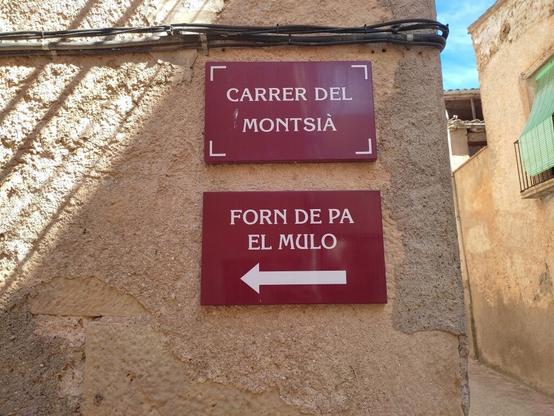 CARRER DEL
MONTSIÀ
FORN DE PA
EL MULO